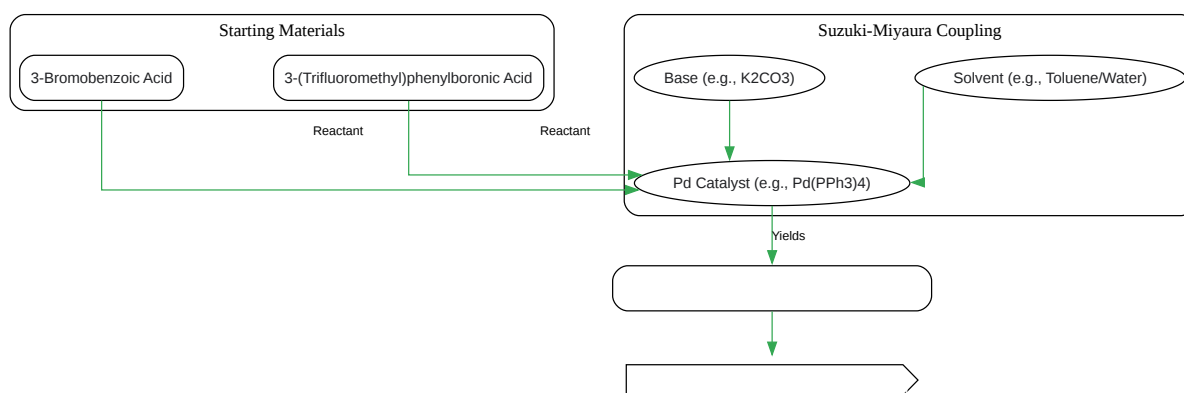 Starting Materials
Suzuki-Miyaura Coupling
3-Bromobenzoic Acid
3-(Trifluoromethyl)phenylboronic Acid
Base (e.g., K2CO3)
Solvent (e.g., Toluene/Water)
Reactant
Reactant
Pd Catalyst (e.g., Pd(PPh3)4)
Yields